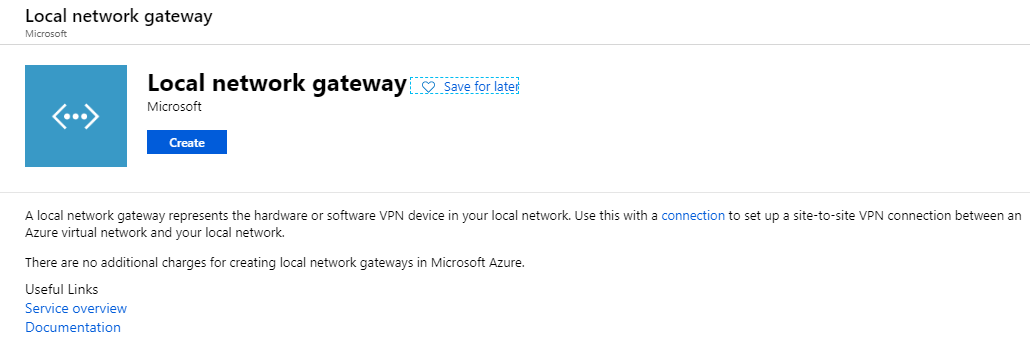 Local network gateway
Microsoft
Local network gateway Save for later
Microsoft
Create
A local network gateway represents the hardware or software VPN device in your local network. Use this with a connection to set up a site-to-site VPN connection between an
Azure virtual network and your local network.
There are no additional charges for creating local network gateways in Microsoft Azure.
Useful Links
Service overview
Documentation